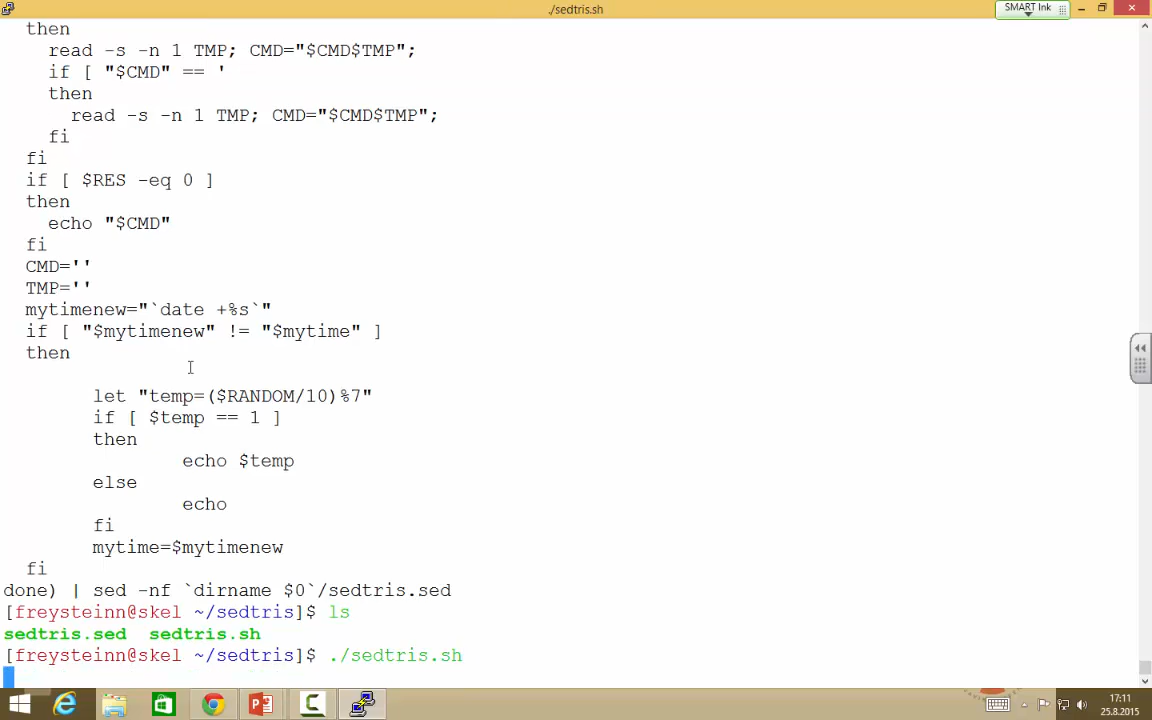 ./sedtris.sh
SMART Ink
then
read -s -n 1 TMP; CMD="$CMD$TMP";
if [ "$CMD" == '
then
read -s -n 1 TMP; CMD="$CMD$TMP";
fi
fi
if [ $RES -eq 0 ]
then
echo "$CMD"
fi
CMD=''
TMP=''
mytimenew="`date +%s`"
if [ "$mytimenew" != "$mytime" ]
then
let "temp=($RANDOM/10)%7"
if [ $temp == 1 ]
then
echo $temp
else
echo
fi
mytime=$mytimenew
fi
done) | sed -nf `dirname $0`/sedtris.sed
[freysteinn@skel ~/sedtris]$ ls
sedtris.sed sedtris.sh
[freysteinn@skel ~/sedtris]$ ./sedtris.sh
17:11
25.8.2015